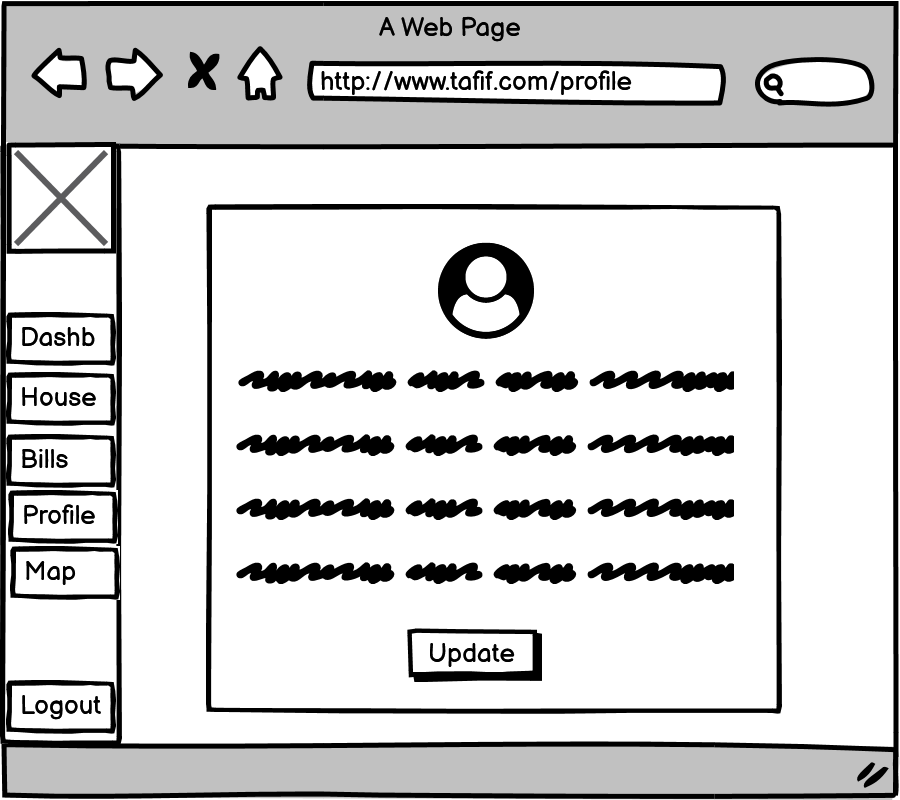 A Web Page
http://www.tafif.com/profile
Dashb
House
Bills
Profile
Map
Update
Logout